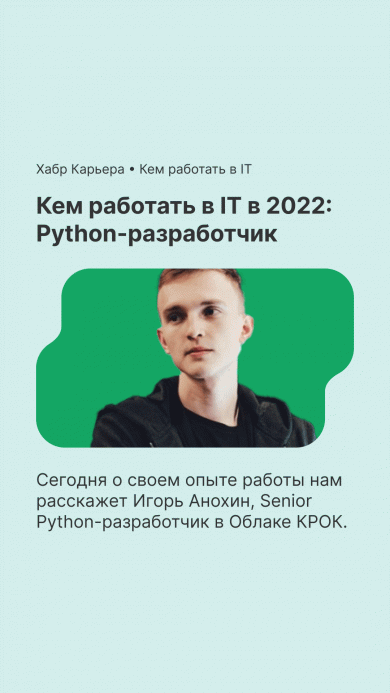 Хабр Карьера • Кем работать в IT
Кем работать в IT в 2022:
Python-разработчик
Сегодня о своем опыте работы нам
расскажет Игорь Анохин, Senior
Python-разработчик в Облаке КРОК.